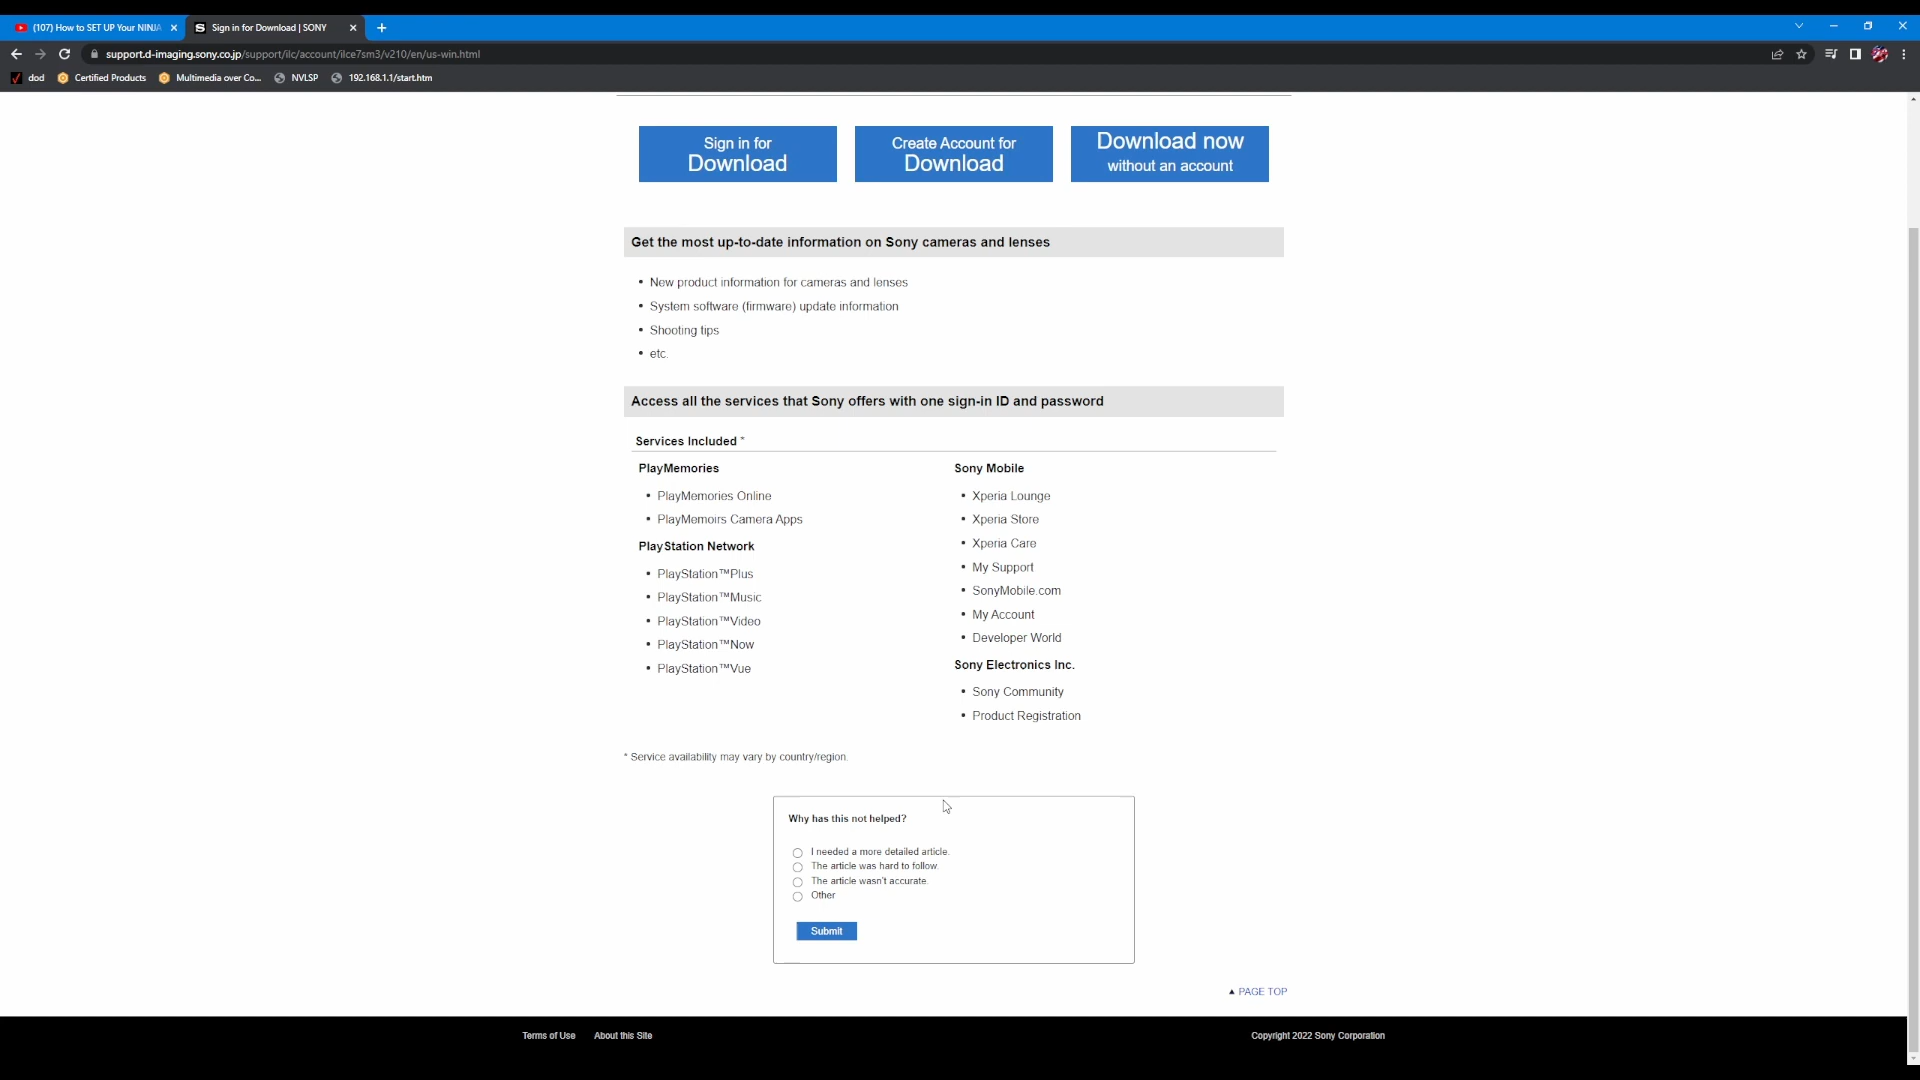 (107) How to SET UP Your NINJA
Sign in for Download | SONY
support.d-imaging.sony.co.jp/support/ilc/account/ilce7sm3/v210/en/us-win.html
dod
Certified Products
Multimedia over Co...
NVLSP
192.168.1.1/start.htm
Sign in for
Download
Create Account for
Download
Download now
without an account
Get the most up-to-date information on Sony cameras and lenses
• New product information for cameras and lenses
• System software (firmware) update information
• Shooting tips
• etc.
Access all the services that Sony offers with one sign-in ID and password
Services Included *
PlayMemories
• PlayMemories Online
• PlayMemoirs Camera Apps
PlayStation Network
• PlayStation™Plus
• PlayStation™Music
• PlayStation™Video
• PlayStation™Now
• PlayStation™Vue
Sony Mobile
• Xperia Lounge
• Xperia Store
• Xperia Care
• My Support
• SonyMobile.com
• My Account
• Developer World
Sony Electronics Inc.
• Sony Community
• Product Registration
* Service availability may vary by country/region.
Why has this not helped?
I needed a more detailed article.
The article was hard to follow.
The article wasn't accurate.
Other
Submit
▲ PAGE TOP
Terms of Use
About this Site
Copyright 2022 Sony Corporation